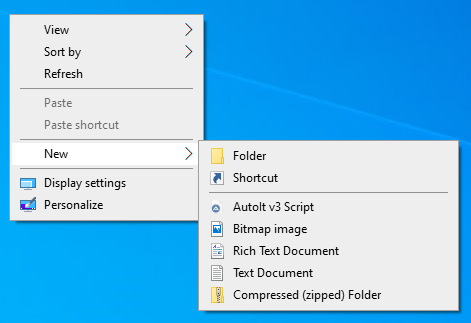 View
Sort by
Refresh
Paste
Paste shortcut
New
Display settings
Personalize
Folder
Shortcut
AutoIt v3 Script
Bitmap image
Rich Text Document
Text Document
Compressed (zipped) Folder